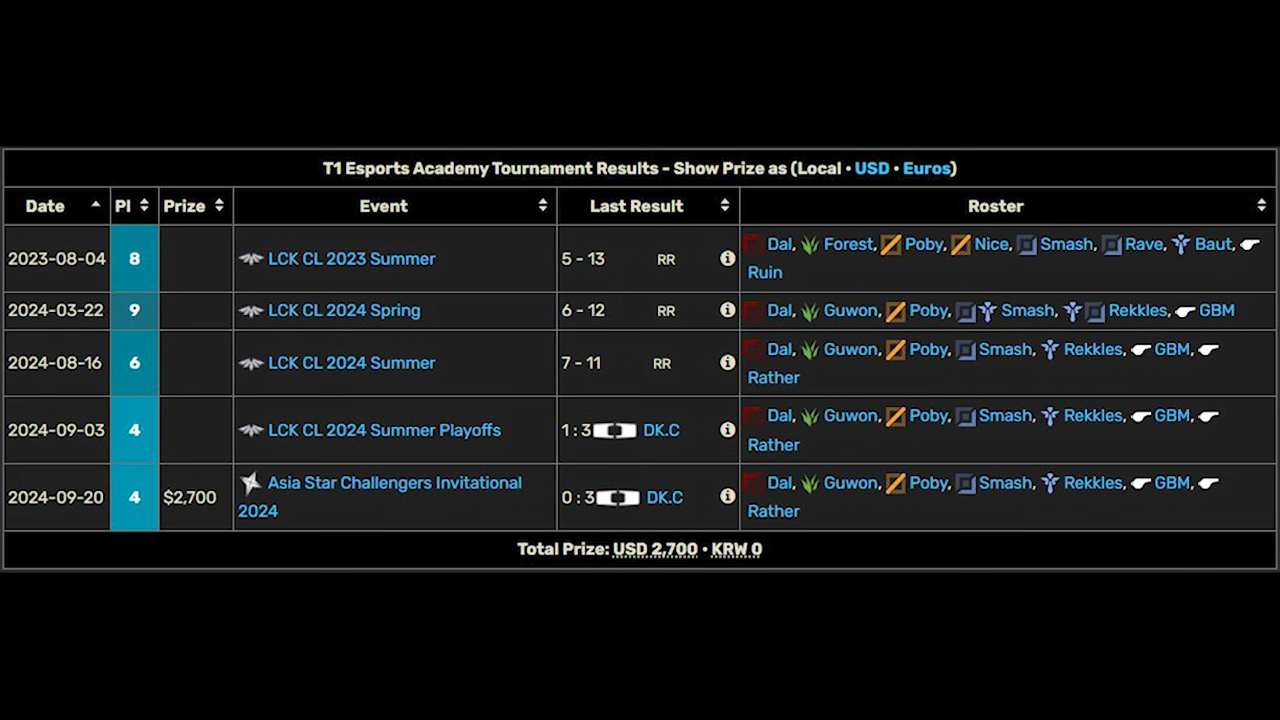 T1 Esports Academy Tournament Results - Show Prize as (Local • USD • Euros)
Date Pl Prize Event Last Result Roster
2023-08-04 8 LCK CL 2023 Summer 5 - 13 RR Dal, Forest, Poby, Nice, Smash, Rave, Baut,
Ruin
2024-03-22 9 LCK CL 2024 Spring 6 - 12 RR Dal, Guwon, Poby, Smash, Rekkles, GBM
2024-08-16 6 LCK CL 2024 Summer 7 - 11 RR Dal, Guwon, Poby, Smash, Rekkles, GBM,
Rather
2024-09-03 4 LCK CL 2024 Summer Playoffs 1 : 3 DK.C Dal, Guwon, Poby, Smash, Rekkles, GBM,
Rather
2024-09-20 4 $2,700 Asia Star Challengers Invitational 0 : 3 DK.C Dal, Guwon, Poby, Smash, Rekkles, GBM,
2024 Rather
Total Prize: USD 2,700 • KRW 0